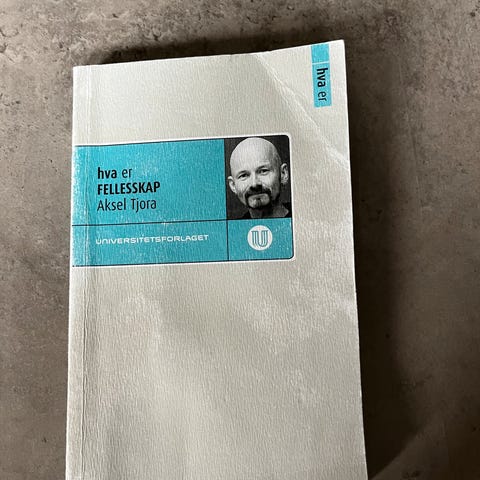 hva er
hva er
FELLESSKAP
Aksel Tjora
UNIVERSITETSFORLAGET